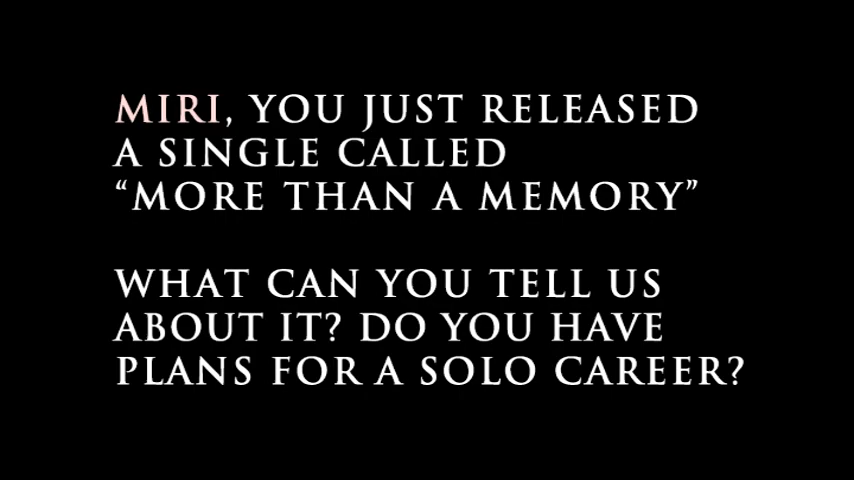 MIRI, YOU JUST RELEASED
A SINGLE CALLED
“MORE THAN A MEMORY”
WHAT CAN YOU TELL US
ABOUT IT? DO YOU HAVE
PLANS FOR A SOLO CAREER?